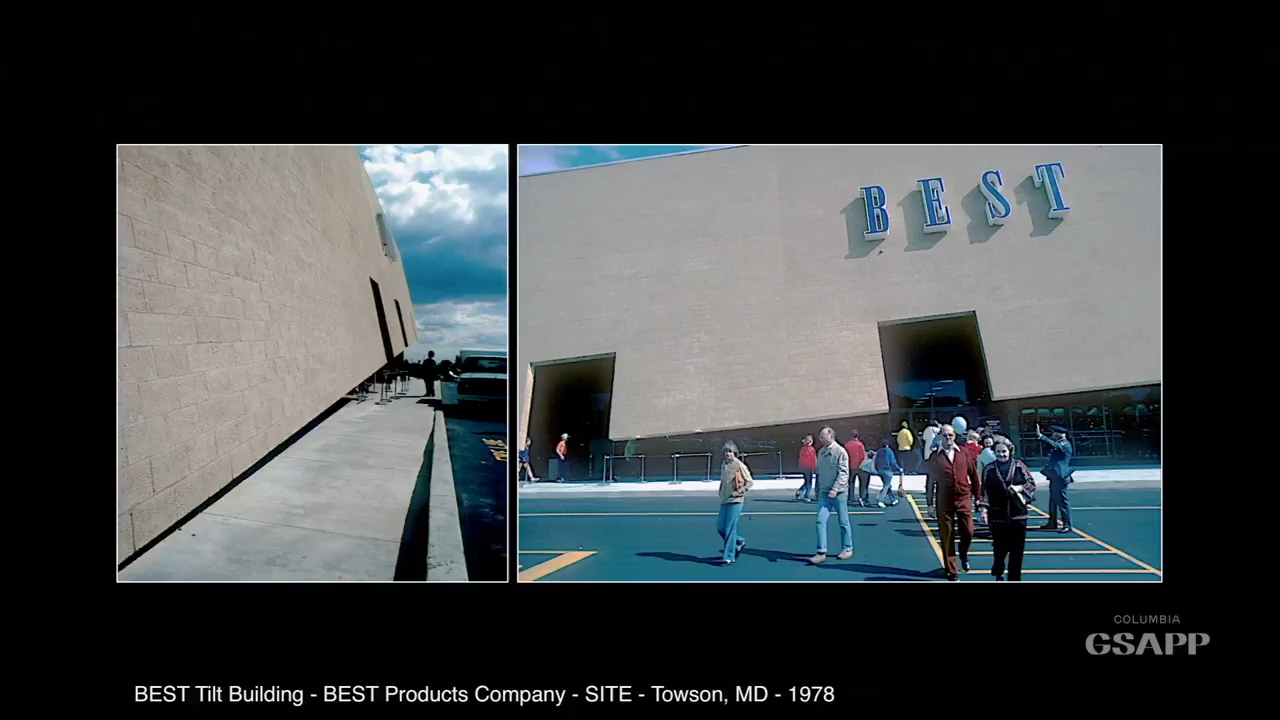 BEST
COLUMBIA
GSAPP
BEST Tilt Building - BEST Products Company - SITE - Towson, MD - 1978